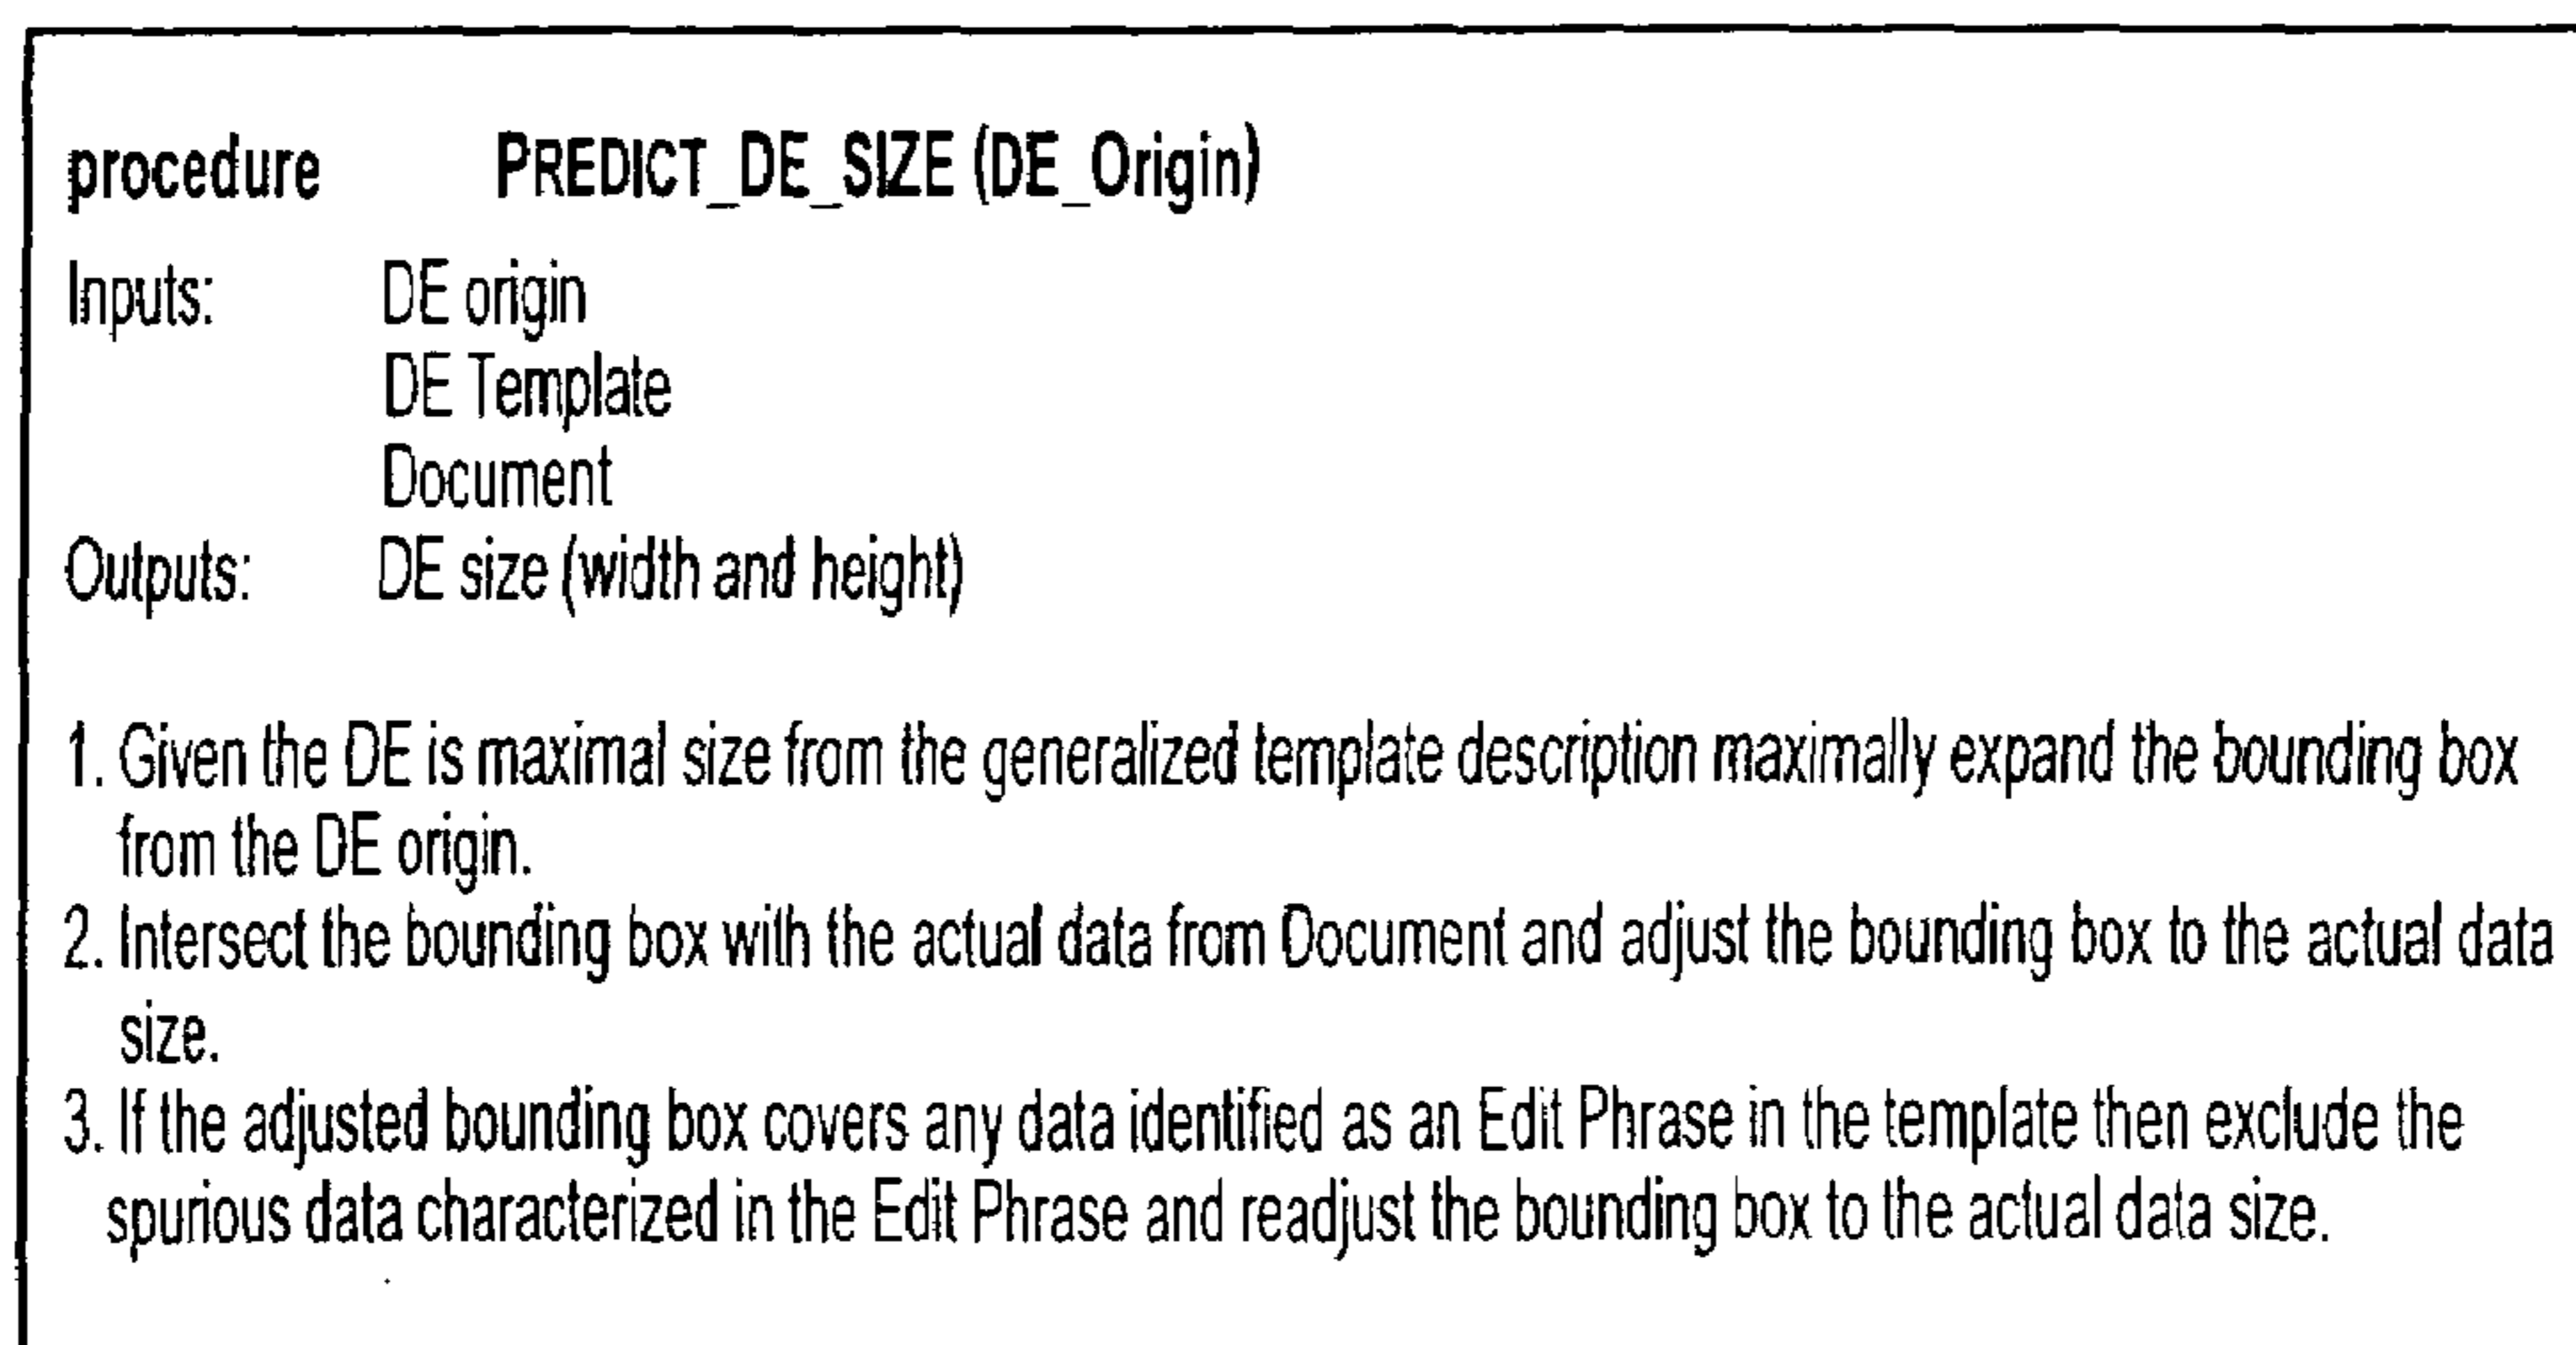 procedure PREDICT_DE_SIZE (DE_Origin)
Inputs: DE origin
DE Template
Document
Outputs: DE size (width and height)
1. Given the DE is maximal size from the generalized template description maximally expand the bounding box
from the DE origin.
2. Intersect the bounding box with the actual data from Document and adjust the bounding box to the actual data
size.
3. If the adjusted bounding box covers any data identified as an Edit Phrase in the template then exclude the
spurious data characterized in the Edit Phrase and readjust the bounding box to the actual data size.